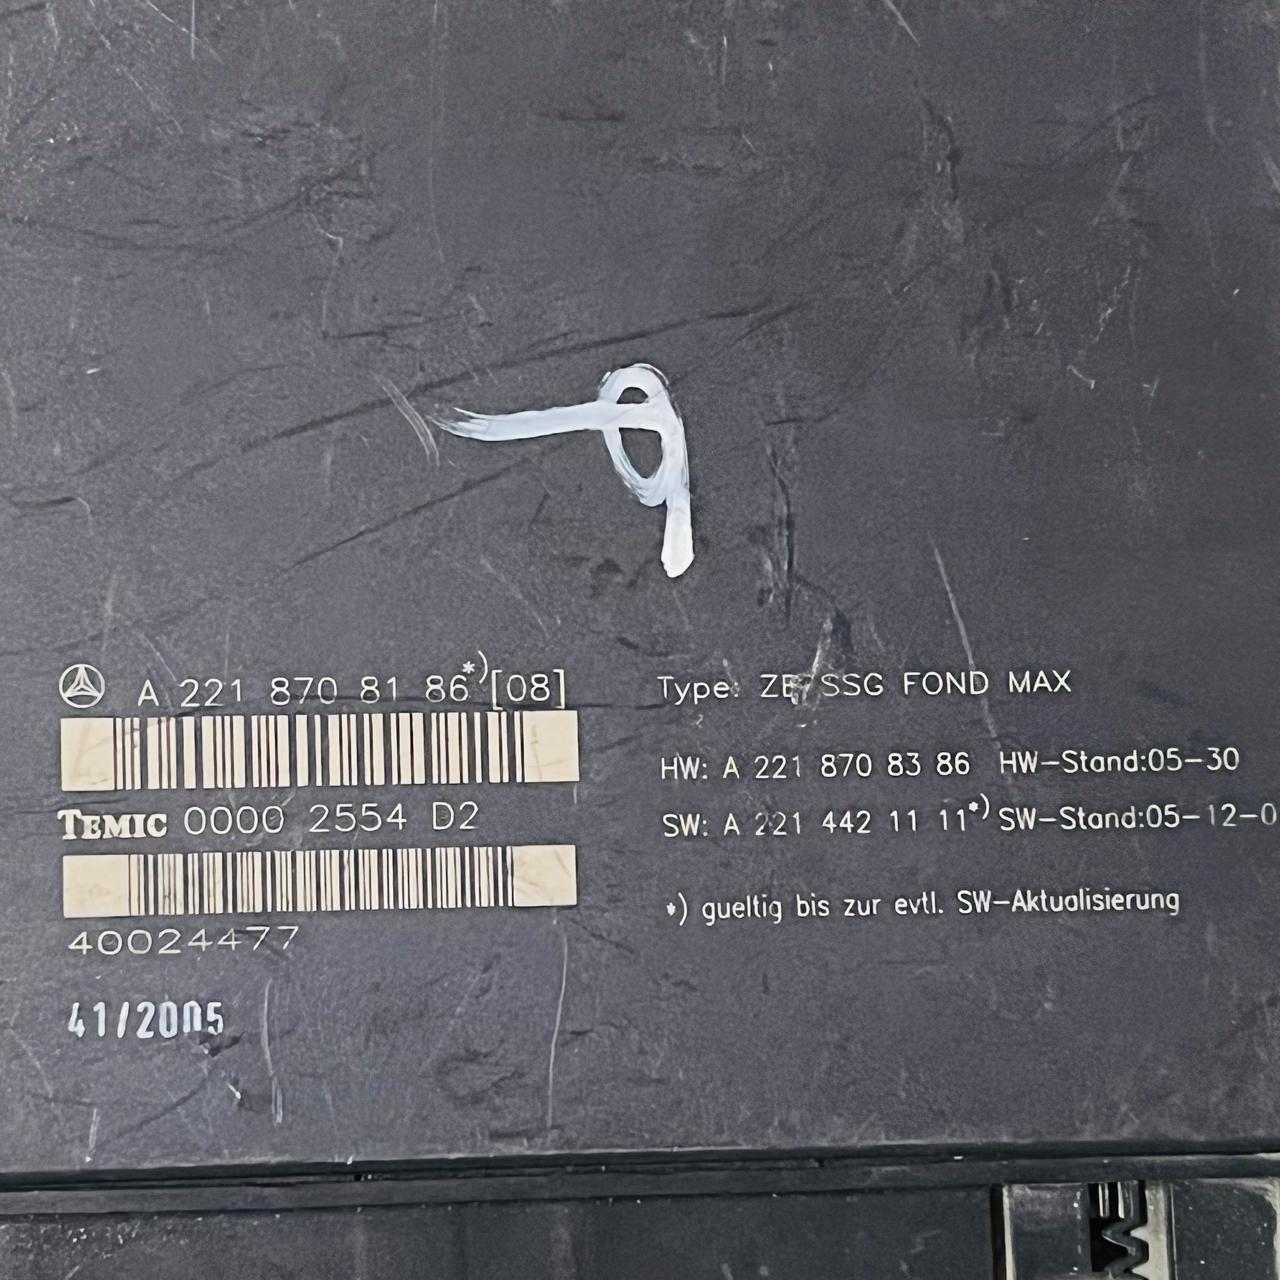 A 221 870 81 86*)[08]
TEMIC 0000 2554 D2
40024477
41/2005
Type: SSG FOND MAX
HW: A 221 870 83 86 HW-Stand:05-30
SW: A 221 442 11 11*) SW-Stand:05-12-0
*) gueltig bis zur evtl. SW-Aktualisierung